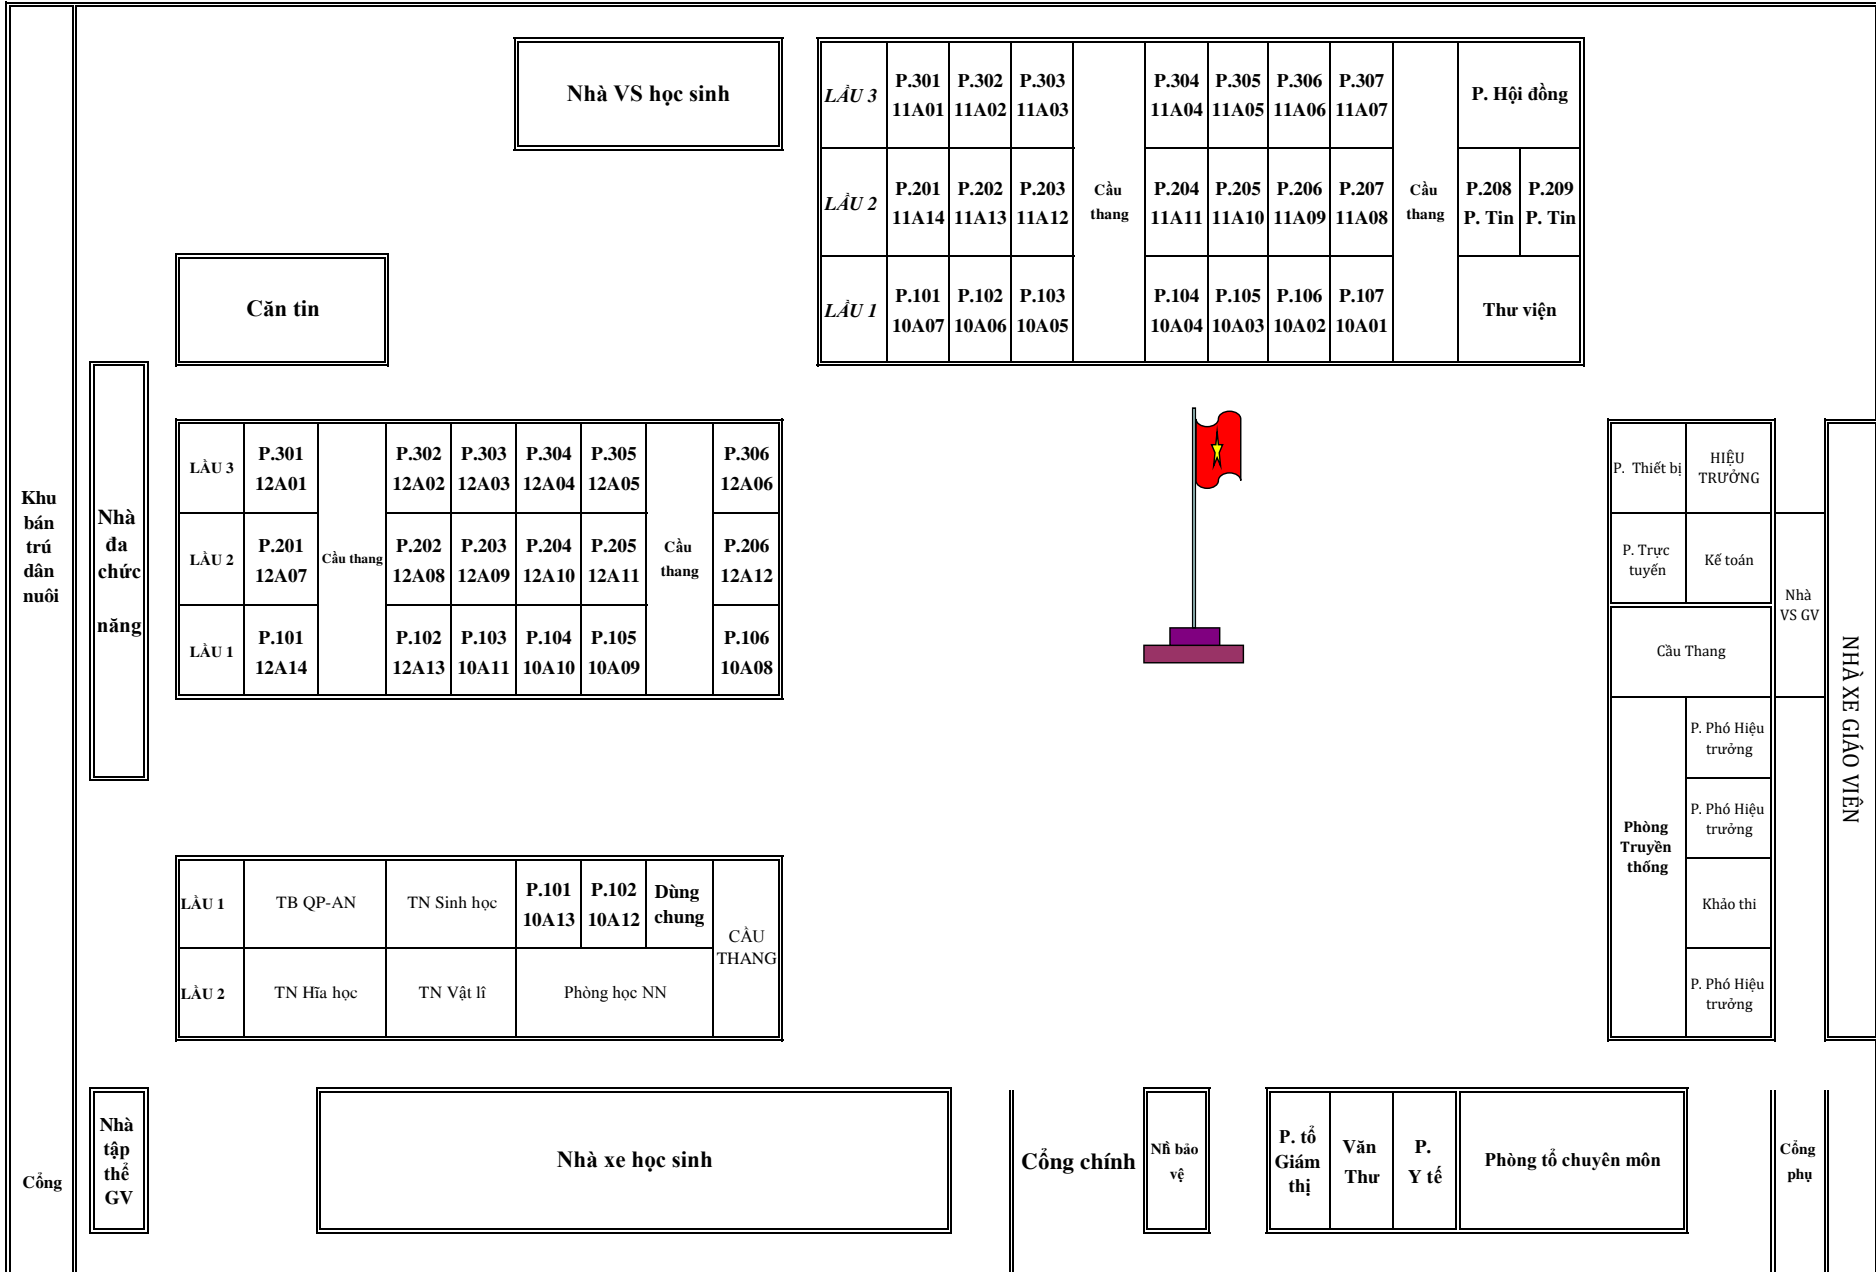 Nhà VS học sinh
LẦU 3
P.301 P.302 P.303 P.304 P.305 P.306 P.307
11A01 11A02 11A03 11A04 11A05 11A06 11A07
P. Hội đồng
LẦU 2
P.201 P.202 P.203 Cầu P.204 P.205 P.206 P.207 Cầu P.208 P.209
11A14 11A13 11A12 thang 11A11 11A10 11A09 11A08 thang P. Tin P. Tin
LẦU 1
P.101 P.102 P.103 P.104 P.105 P.106 P.107
10A07 10A06 10A05 10A04 10A03 10A02 10A01
Thư viện
Căn tin
Khu
bán
trú
dân
nuôi
Nhà
đa
chức
năng
LẦU 3
P.301 P.302 P.303 P.304 P.305 P.306
12A01 12A02 12A03 12A04 12A05 12A06
LẦU 2
P.201 P.202 P.203 P.204 P.205 Cầu P.206
12A07 Cầu thang 12A08 12A09 12A10 12A11 thang 12A12
LẦU 1
P.101 P.102 P.103 P.104 P.105 P.106
12A14 12A13 10A11 10A10 10A09 10A08
P. Thiết bị
HIỆU
TRƯỞNG
P. Trực
tuyến
Kế toán
Nhà
VS GV
Cầu Thang
NHÀ XE GIÁO VIÊN
P. Phó Hiệu
trưởng
P. Phó Hiệu
trưởng
Phòng
Truyền
thống
Khảo thi
P. Phó Hiệu
trưởng
LẦU 1
TB QP-AN
TN Sinh học
P.101 P.102 Dùng
10A13 10A12 chung
CẦU
THANG
LẦU 2
TN Hĩa học
TN Vật lî
Phòng học NN
Cổng
Nhà
tập
thể
GV
Nhà xe học sinh
Cổng chính
bảo
vệ
P. tổ
Giám
thị
Văn
Thư
P.
Y tế
Phòng tổ chuyên môn
Cổng
phụ